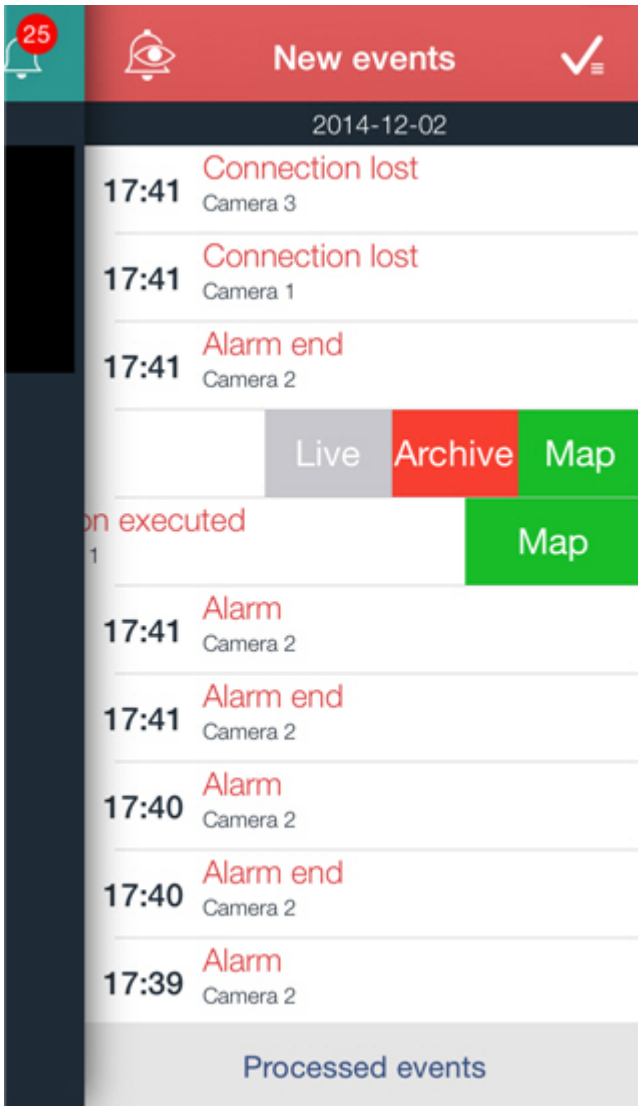 25
New events
2014-12-02
17:41 Connection lost
Camera 3
17:41 Connection lost
Camera 1
17:41 Alarm end
Camera 2
Live Archive Map
on executed
1
Map
17:41 Alarm
Camera 2
17:41 Alarm end
Camera 2
17:40 Alarm
Camera 2
17:40 Alarm end
Camera 2
17:39 Alarm
Camera 2
Processed events